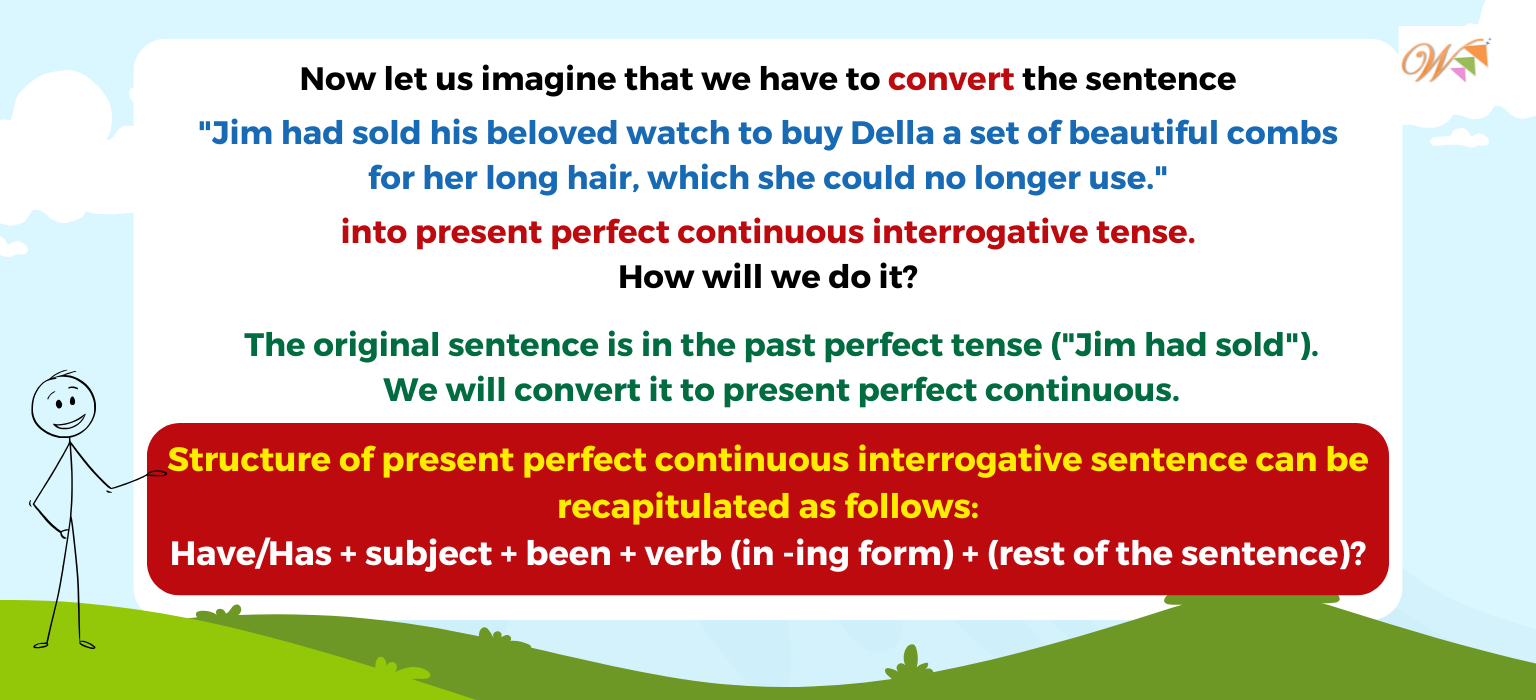 Now let us imagine that we have to convert the sentence
"Jim had sold his beloved watch to buy Della a set of beautiful combs
for her long hair, which she could no longer use."
into present perfect continuous interrogative tense.
How will we do it?
The original sentence is in the past perfect tense ("Jim had sold").
We will convert it to present perfect continuous.
Structure of present perfect continuous interrogative sentence can be
recapitulated as follows:
Have/Has + subject + been + verb (in -ing form) + (rest of the sentence)?
W